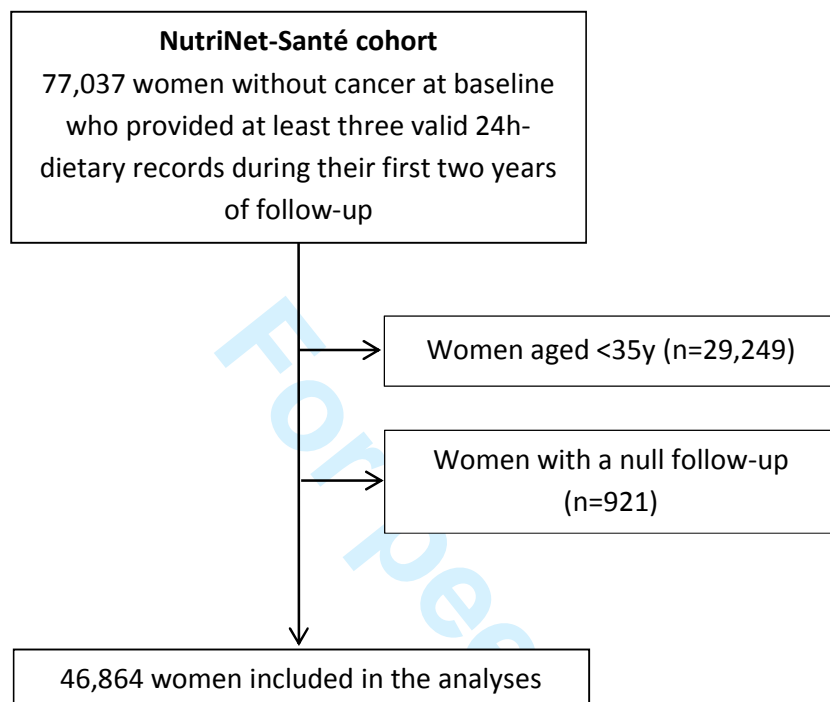 NutriNet-Santé cohort
77,037 women without cancer at baseline
who provided at least three valid 24h-
dietary records during their first two years
of follow-up
Women aged <35y (n=29,249)
Women with a null follow-up
(n=921)
46,864 women included in the analyses
For pee